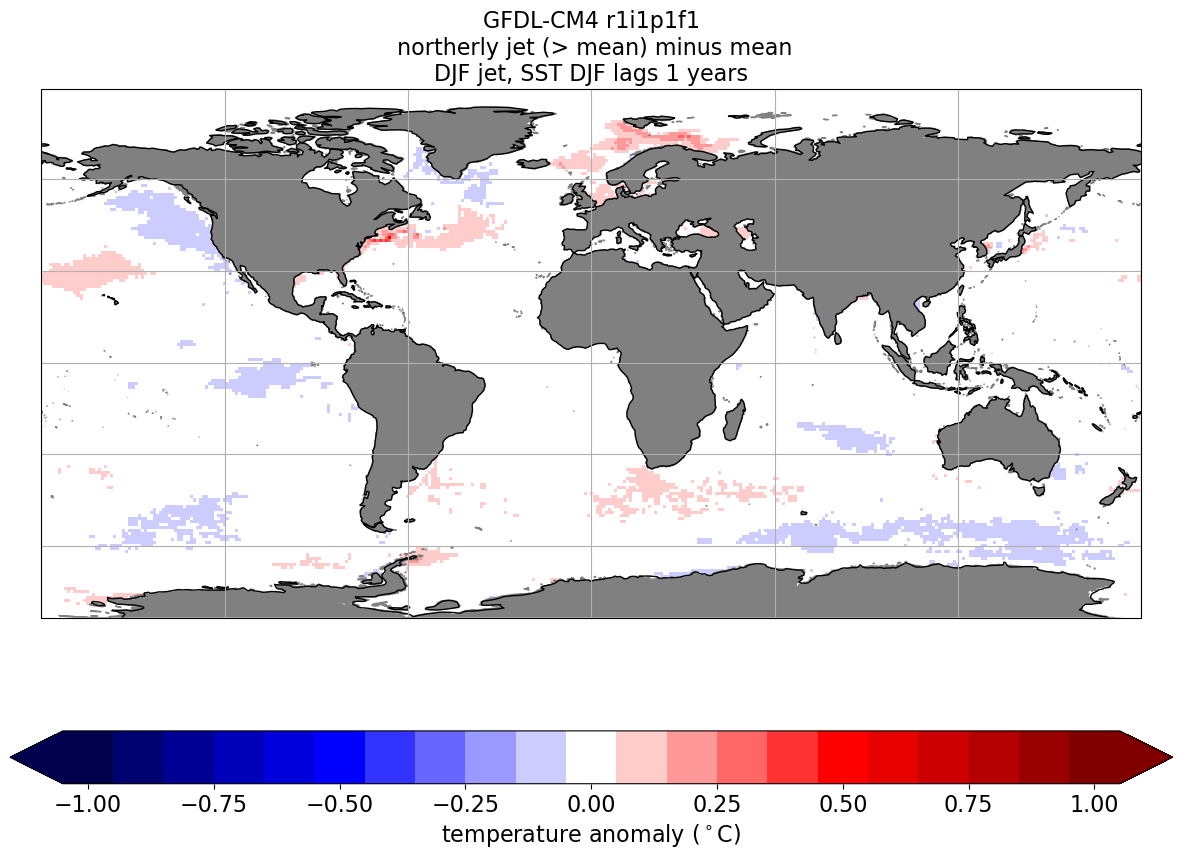 GFDL-CM4 r1i1p1f1
northerly jet (> mean) minus mean
DJF jet, SST DJF lags 1 years
−1.00 −0.75 −0.50 −0.25 0.00 0.25 0.50 0.75 1.00
temperature anomaly (°C)